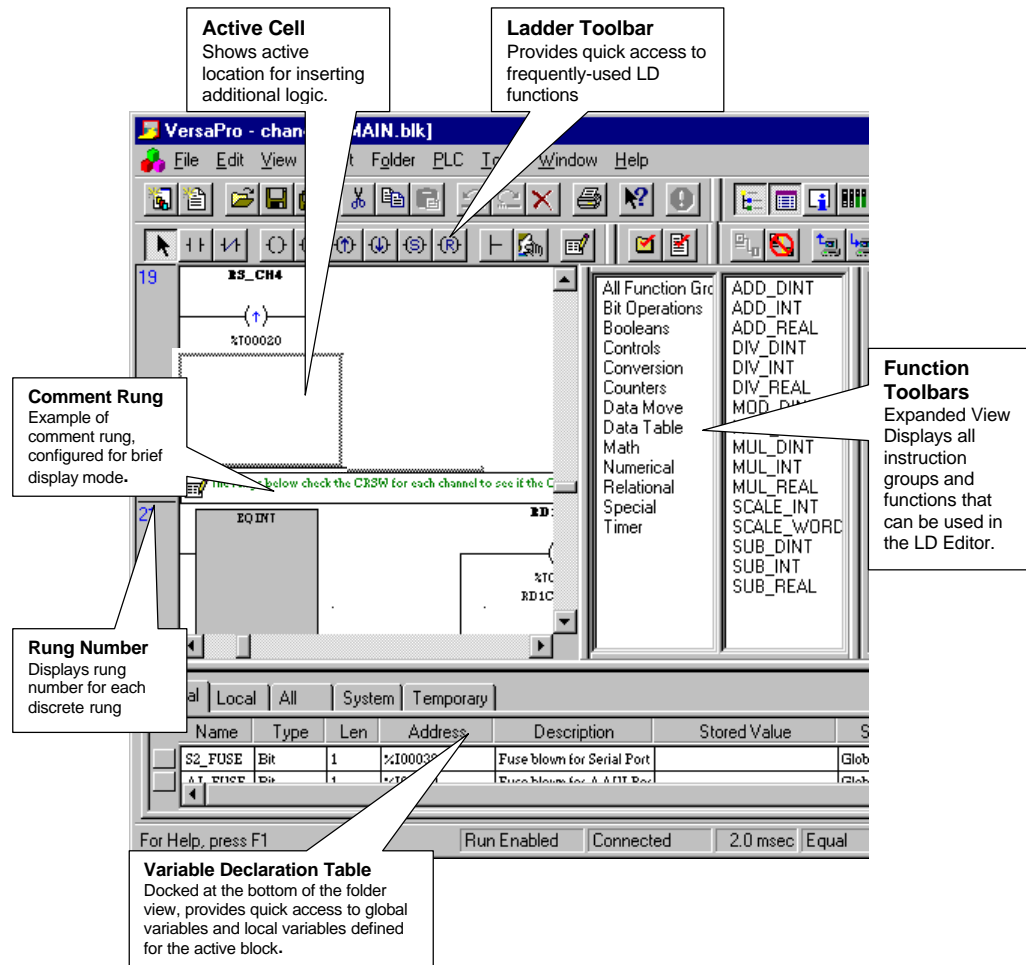 Active Cell
Shows active
location for inserting
additional logic.
Ladder Toolbar
Provides quick access to
frequently-used LD
functions
VersaPro - MAIN.blk]
File Edit View Folder PLC Window Help
19
RS_CH4
%T00020
All Function Gro
Bit Operations
Booleans
Controls
Conversion
Counters
Data Move
Data Table
Math
Numerical
Relational
Special
Timer
ADD_DINT
ADD_INT
ADD_REAL
DIV_DINT
DIV_INT
DIV_REAL
MOD_DIN
MUL_DINT
MUL_INT
MUL_REAL
SCALE_INT
SCALE_WORD
SUB_DINT
SUB_INT
SUB_REAL
Function
Toolbars
Expanded View
Displays all
instruction
groups and
functions that
can be used in
the LD Editor.
Comment Rung
Example of
comment rung,
configured for brief
display mode.
below check the CRSW for each channel to see if the C
EQ INT
RD1C
Rung Number
Displays rung
number for each
discrete rung
Local All System Temporary
Name Type Len Address Description Stored Value S
S2_FUSE Bit 1 Fuse blown for Serial Port Glob
For Help, press F1 Run Enabled Connected 2.0 msec Equal
Variable Declaration Table
Docked at the bottom of the folder
view, provides quick access to global
variables and local variables defined
for the active block.